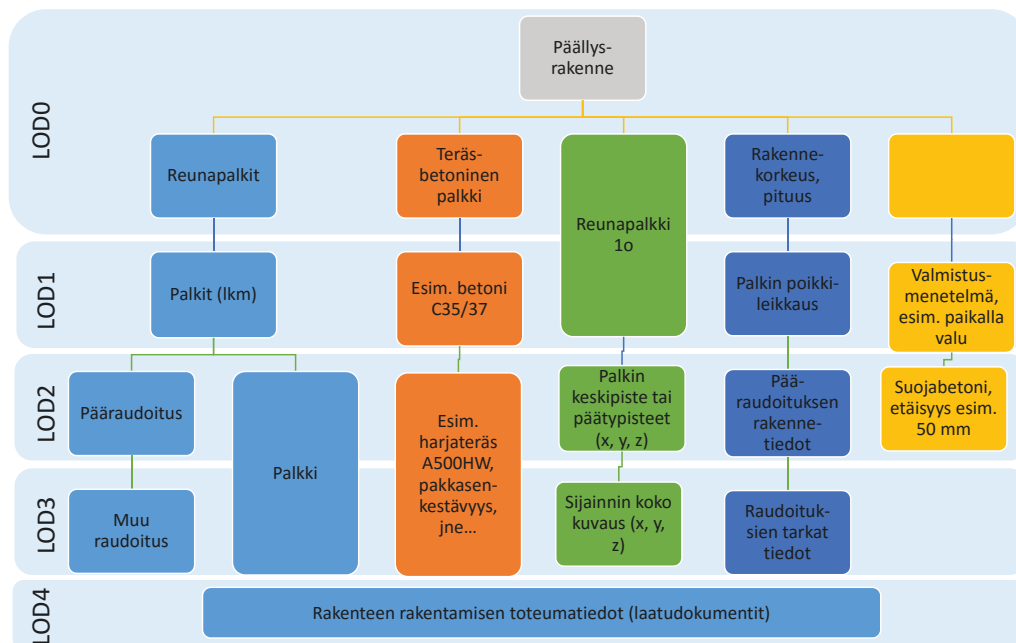 LOD0
Päällys-
rakenne
Reunapalkit
Teräs-
betoninen
palkki
Reunapalkki
1o
Rakenne-
korkeus,
pituus
LOD1
Palkit (lkm)
Esim. betoni
C35/37
Palkin poikki-
leikkaus
Valmistus-
menetelmä,
esim. paikalla
valu
LOD2
Pääraudoitus
Palkki
Esim.
harjateräs
A500HW,
pakkasen-
kestävyys,
jne…
Palkin
keskipiste tai
päätypisteet
(x, y, z)
Pää-
raudoituksen
rakenne-
tiedot
Suojabetoni,
etäisyys esim.
50 mm
LOD3
Muu
raudoitus
Sijainnin koko
kuvaus (x, y,
z)
Raudoituk-
sien tarkat
tiedot
LOD4
Rakenteen rakentamisen toteumatiedot (laatudokumentit)